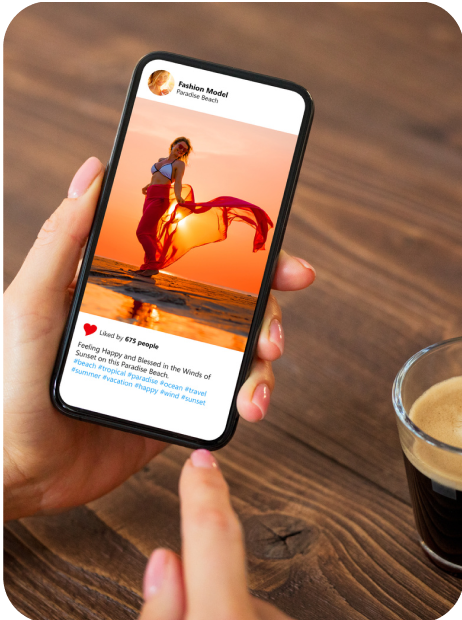 Fashion Model
Paradise Beach
Liked by 675 people
Feeling Happy and Blessed in the Winds of
Sunset on this Paradise Beach.
#beach #tropical #paradise #ocean #travel
#summer #vacation #happy #wind #sunset